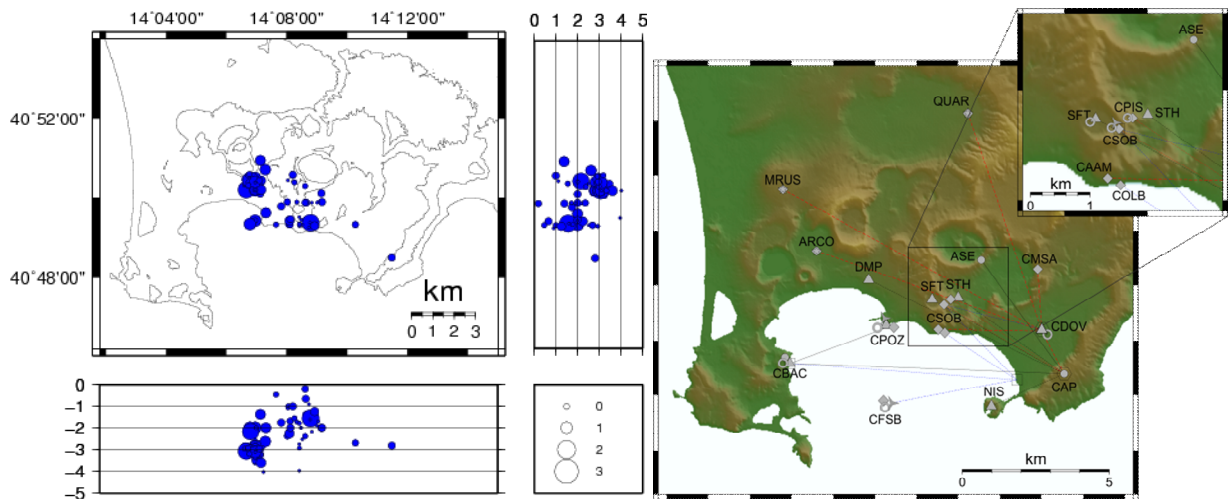 14°04'00" 14°08'00" 14°12'00"
40°52'00"
40°48'00"
km
0 1 2 3
0 1 2 3 4 5
0
−1
−2
−3
−4
−5
0
1
2
3
QUAR
MRUS
ARCO
DMP
ASE
CMSA
SFT STH
CSOB
CDOV
CPOZ
CBAC
CAP
NIS
CFSB
km
0 5
ASE
CPIS
SFT
STH
CSOB
CAAM
km
COLB
0 1